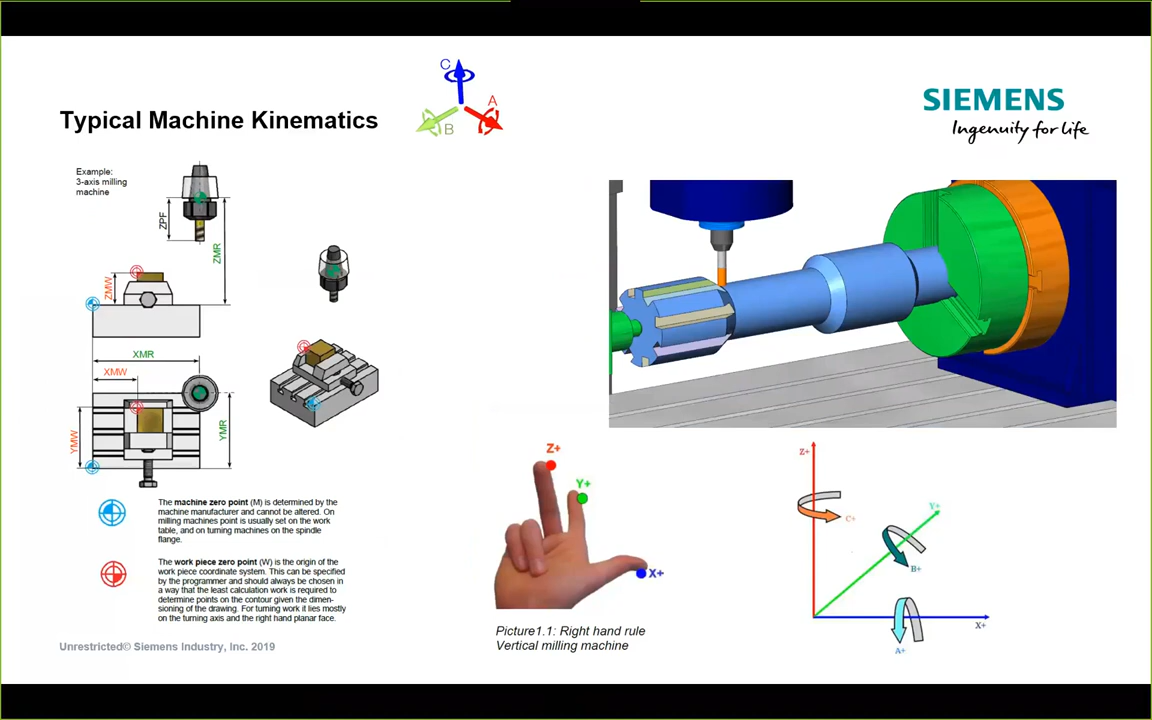 C
A
B
Typical Machine Kinematics
SIEMENS
Ingenuity for life
Example:
3-axis milling
machine
ZPF
ZMR
ZMW
XMR
XMW
YMW
YMR
The machine zero point (M) is determined by the
machine manufacturer and cannot be altered. On
milling machines point is usually set on the work
table, and on turning machines on the spindle
flange.
The work piece zero point (W) is the origin of the
work piece coordinate system. This can be specified
by the programmer and should always be chosen in
a way that the least calculation work is required to
determine points on the contour given the dimen-
sioning of the drawing. For turning work it lies mostly
on the turning axis and the right hand planar face.
Z+
Y+
X+
Picture1.1: Right hand rule
Vertical milling machine
Z+
C+
Y+
B+
X+
A+
Unrestricted© Siemens Industry, Inc. 2019